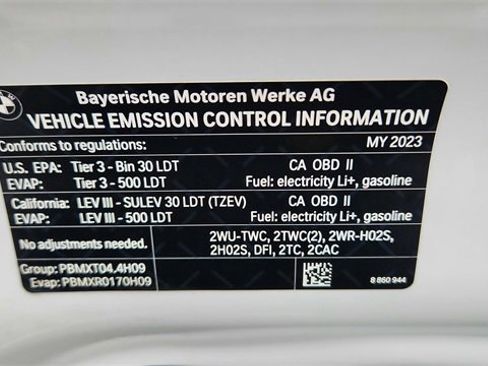 BMW
Bayerische Motoren Werke AG
VEHICLE EMISSION CONTROL INFORMATION
Conforms to regulations: MY 2023
U.S. EPA: Tier 3 - Bin 30 LDT CA OBD II
EVAP: Tier 3 - 500 LDT Fuel: electricity Li+, gasoline
California: LEV III - SULEV 30 LDT (TZEV) CA OBD II
EVAP: LEV III - 500 LDT Fuel: electricity Li+, gasoline
No adjustments needed. 2WU-TWC, 2TWC(2), 2WR-H02S,
2H02S, DFI, 2TC, 2CAC
Group: PBMXT04.4H09
Evap: PBMXR0170H09 8 860 944